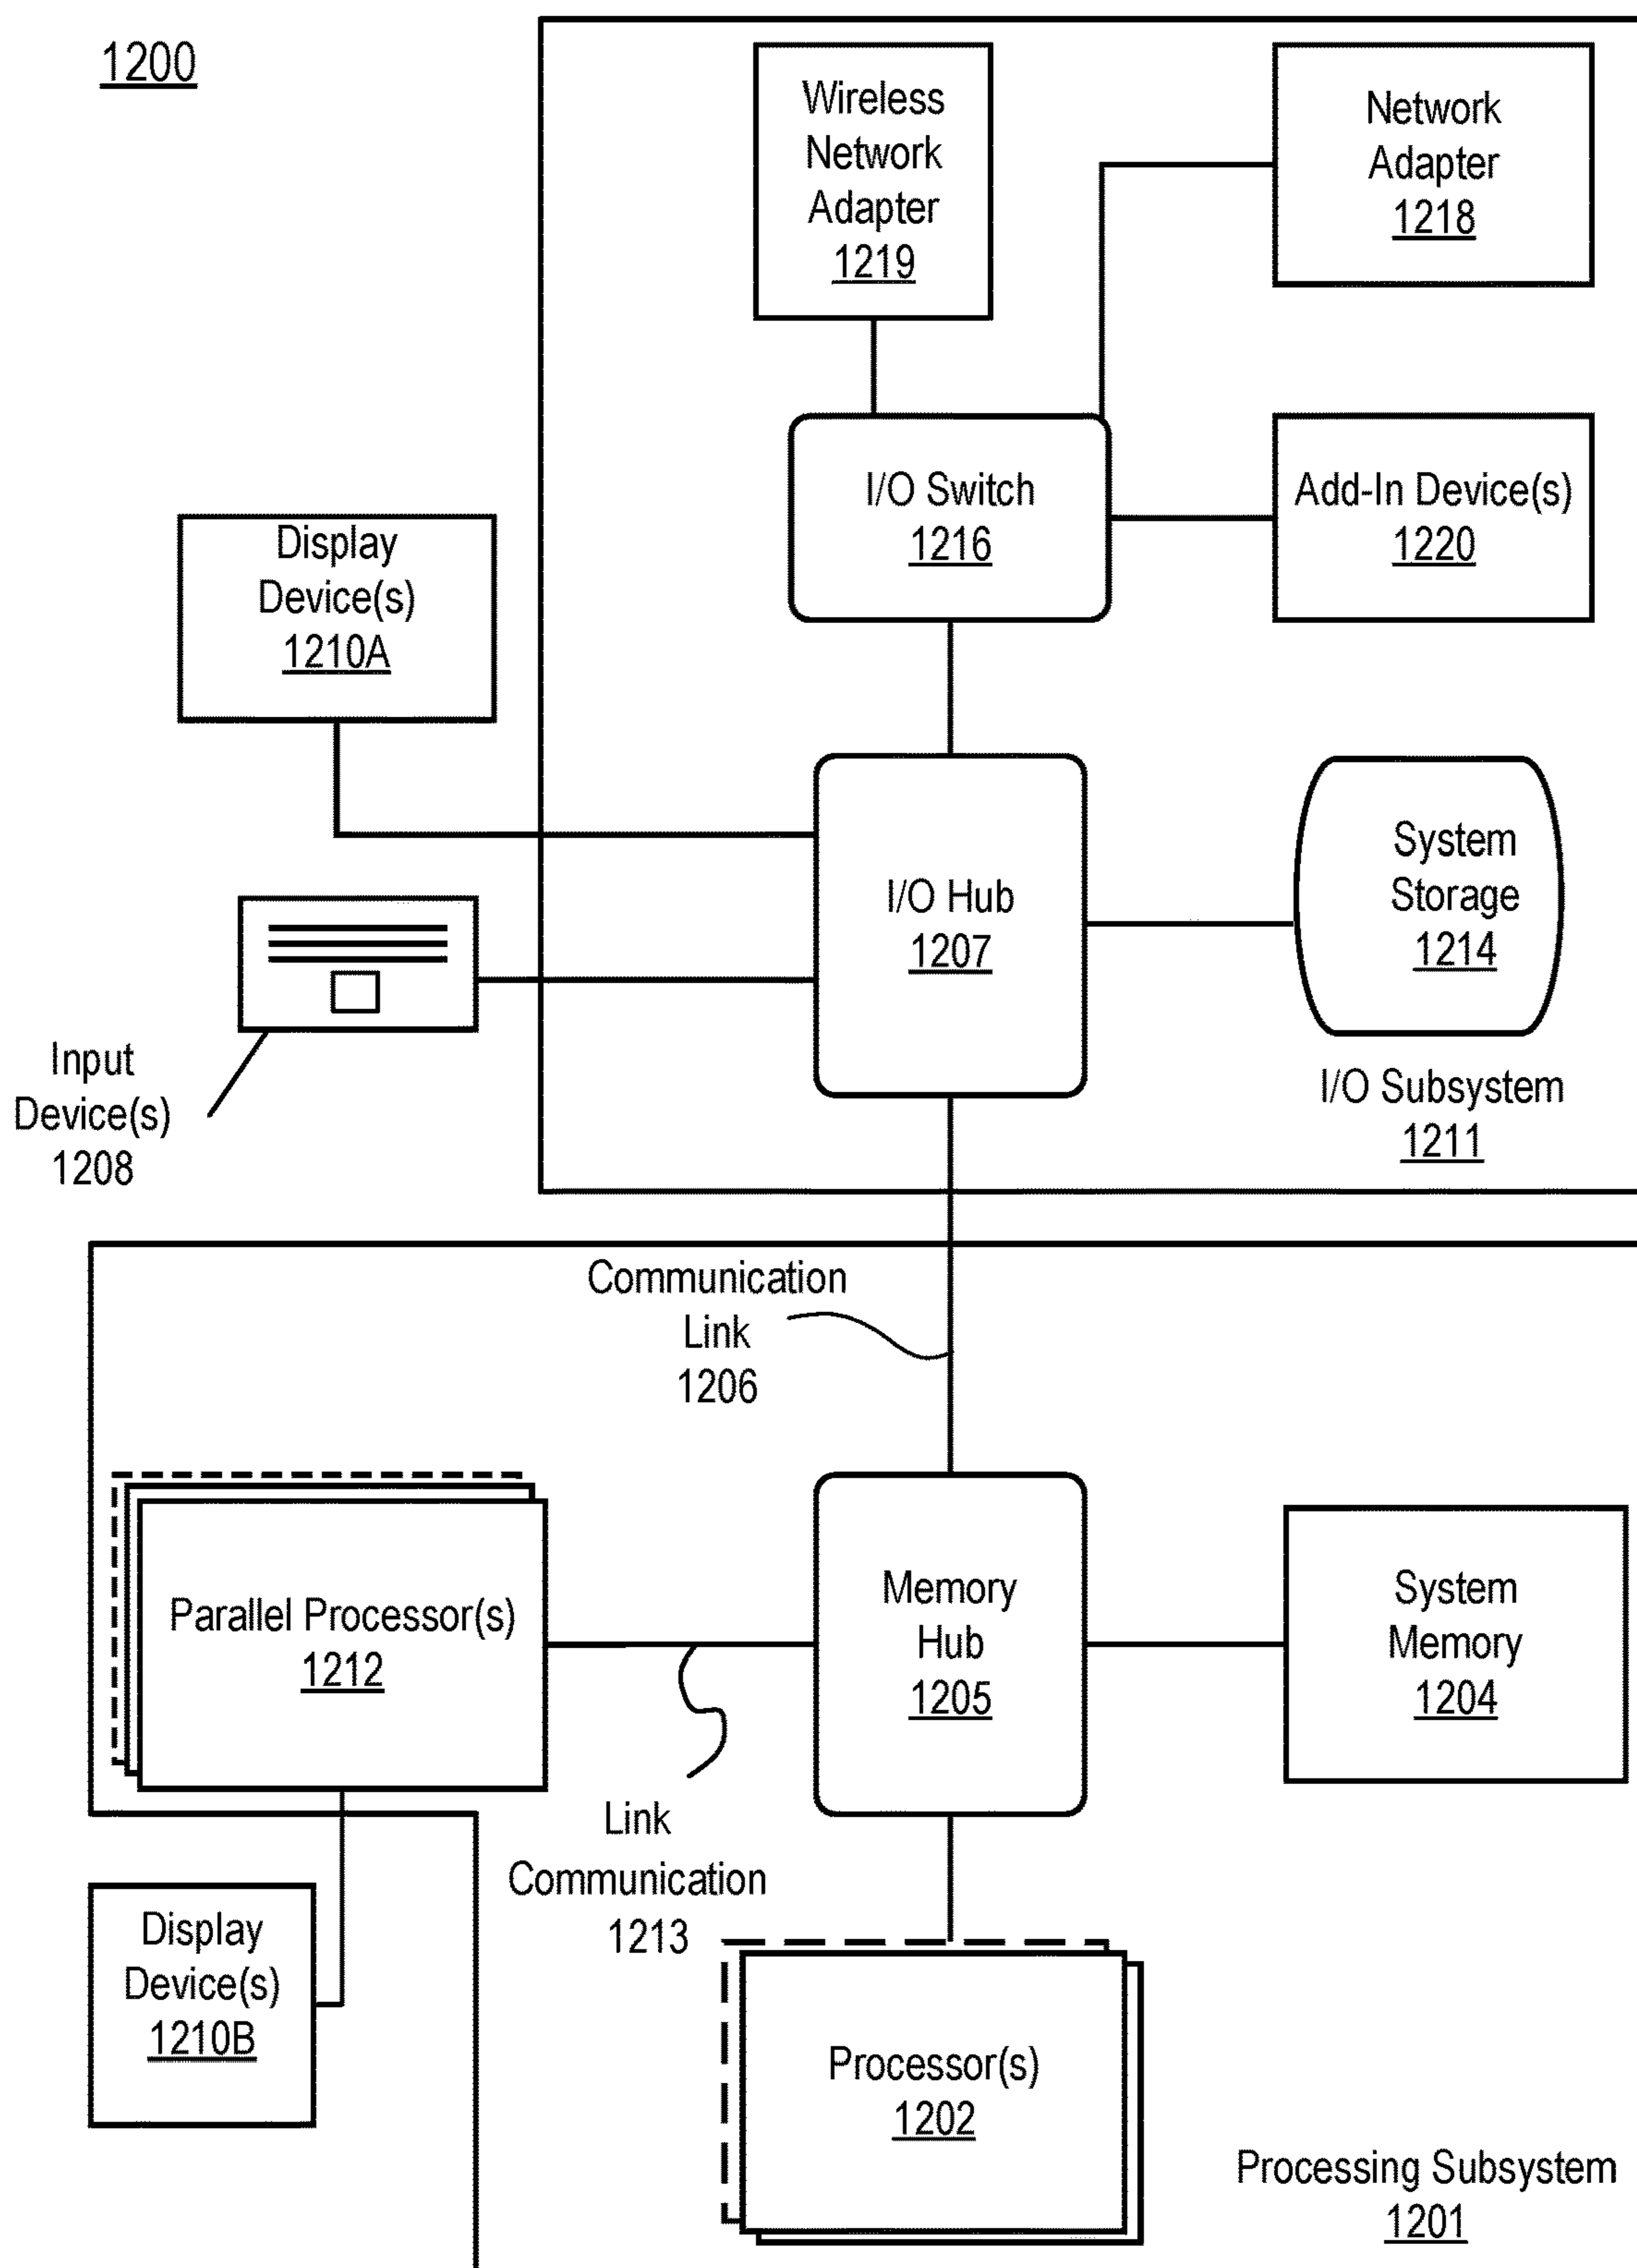 1200
Wireless
Network
Adapter
1219
Network
Adapter
1218
I/O Switch
1216
Add-In Device(s)
1220
Display
Device(s)
1210A
I/O Hub
1207
System
Storage
1214
Input
Device(s)
1208
I/O Subsystem
1211
Communication
Link
1206
Parallel Processor(s)
1212
Memory
Hub
1205
System
Memory
1204
Link
Communication
1213
Display
Device(s)
1210B
Processor(s)
1202
Processing Subsystem
1201